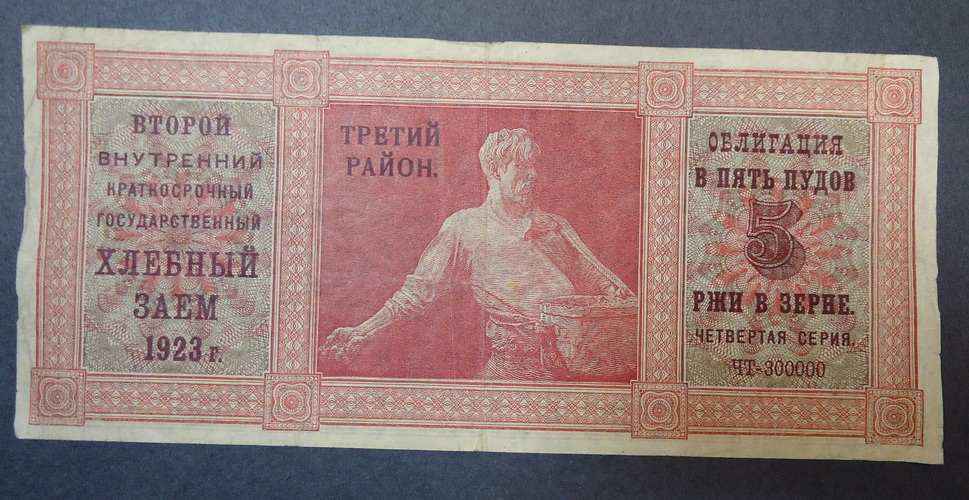 ВТОРОЙ
ВНУТРЕННИЙ
КРАТКОСРОЧНЫЙ
ГОСУДАРСТВЕННЫЙ
ХЛЕБНЫЙ
ЗАЕМ
1923 г.
ТРЕТИЙ
РАЙОН.
ОБЛИГАЦИЯ
В ПЯТЬ ПУДОВ
5
РЖИ В ЗЕРНЕ.
ЧЕТВЕРТАЯ СЕРИЯ.
ЧТ-300000